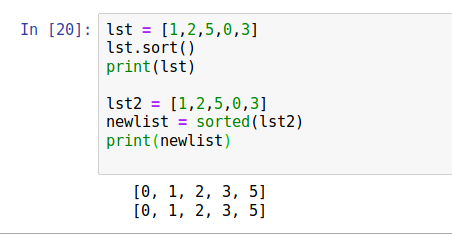 In [20]: lst = [1,2,5,0,3]
lst.sort()
print(lst)
lst2 = [1,2,5,0,3]
newlist = sorted(lst2)
print(newlist)
[0, 1, 2, 3, 5]
[0, 1, 2, 3, 5]